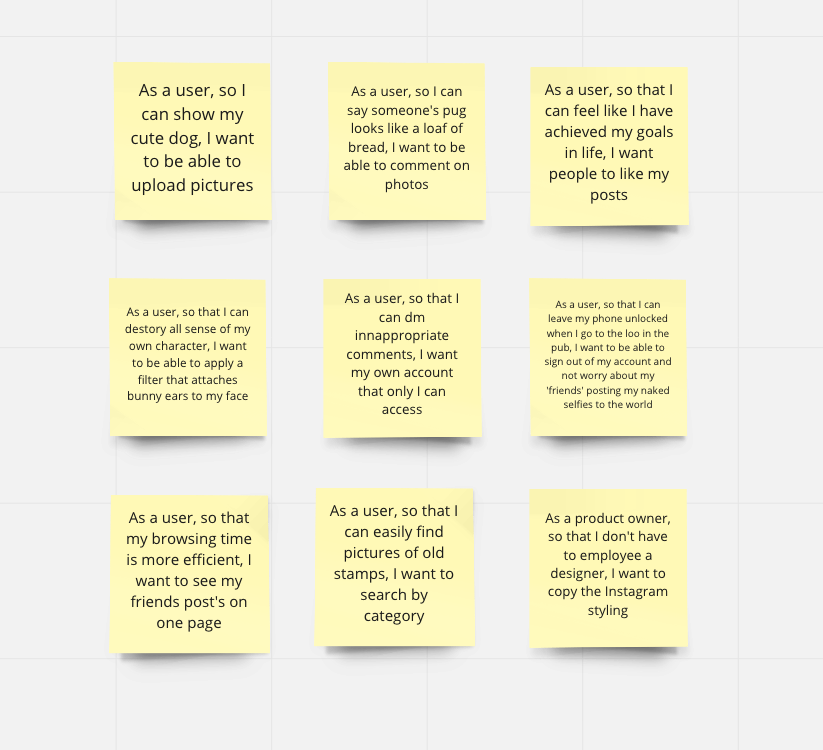 As a user, so I
can show my
cute dog, I want
to be able to
upload pictures
As a user, so I can
say someone's pug
looks like a loaf of
bread, I want to be
able to comment on
photos
As a user, so that I
can feel like I have
achieved my goals
in life, I want
people to like my
posts
As a user, so that I can
destory all sense of my
own character, I want
to be able to apply a
filter that attaches
bunny ears to my face
As a user, so that I
can dm
innappropriate
comments, I want
my own account
that only I can
access
As a user, so that I can
leave my phone unlocked
when I go to the loo in the
pub, I want to be able to
sign out of my account and
not worry about my
'friends' posting my naked
selfies to the world
As a user, so that
my browsing time
is more efficient, I
want to see my
friends post's on
one page
As a user, so that I
can easily find
pictures of old
stamps, I want to
search by
category
As a product owner,
so that I don't have
to employee a
designer, I want to
copy the Instagram
styling